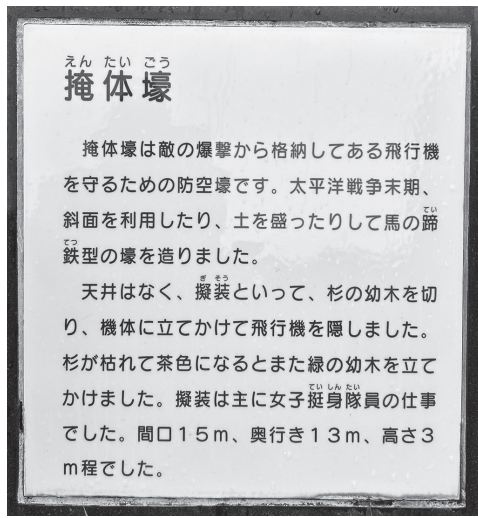 えんたいごう
掩体壕
掩体壕は敵の爆撃から格納してある飛行機
を守るための防空壕です。太平洋戦争末期、
斜面を利用したり、土を盛ったりして馬の蹄
てい
鉄型の壕を造りました。
てつ
天井はなく、擬装といって、杉の幼木を切
ぎそう
り、機体に立てかけて飛行機を隠しました。
杉が枯れて茶色になるとまた緑の幼木を立て
かけました。擬装は主に女子挺身隊員の仕事
ていしんたい
でした。間口15m、奥行き13m、高さ3
m程でした。